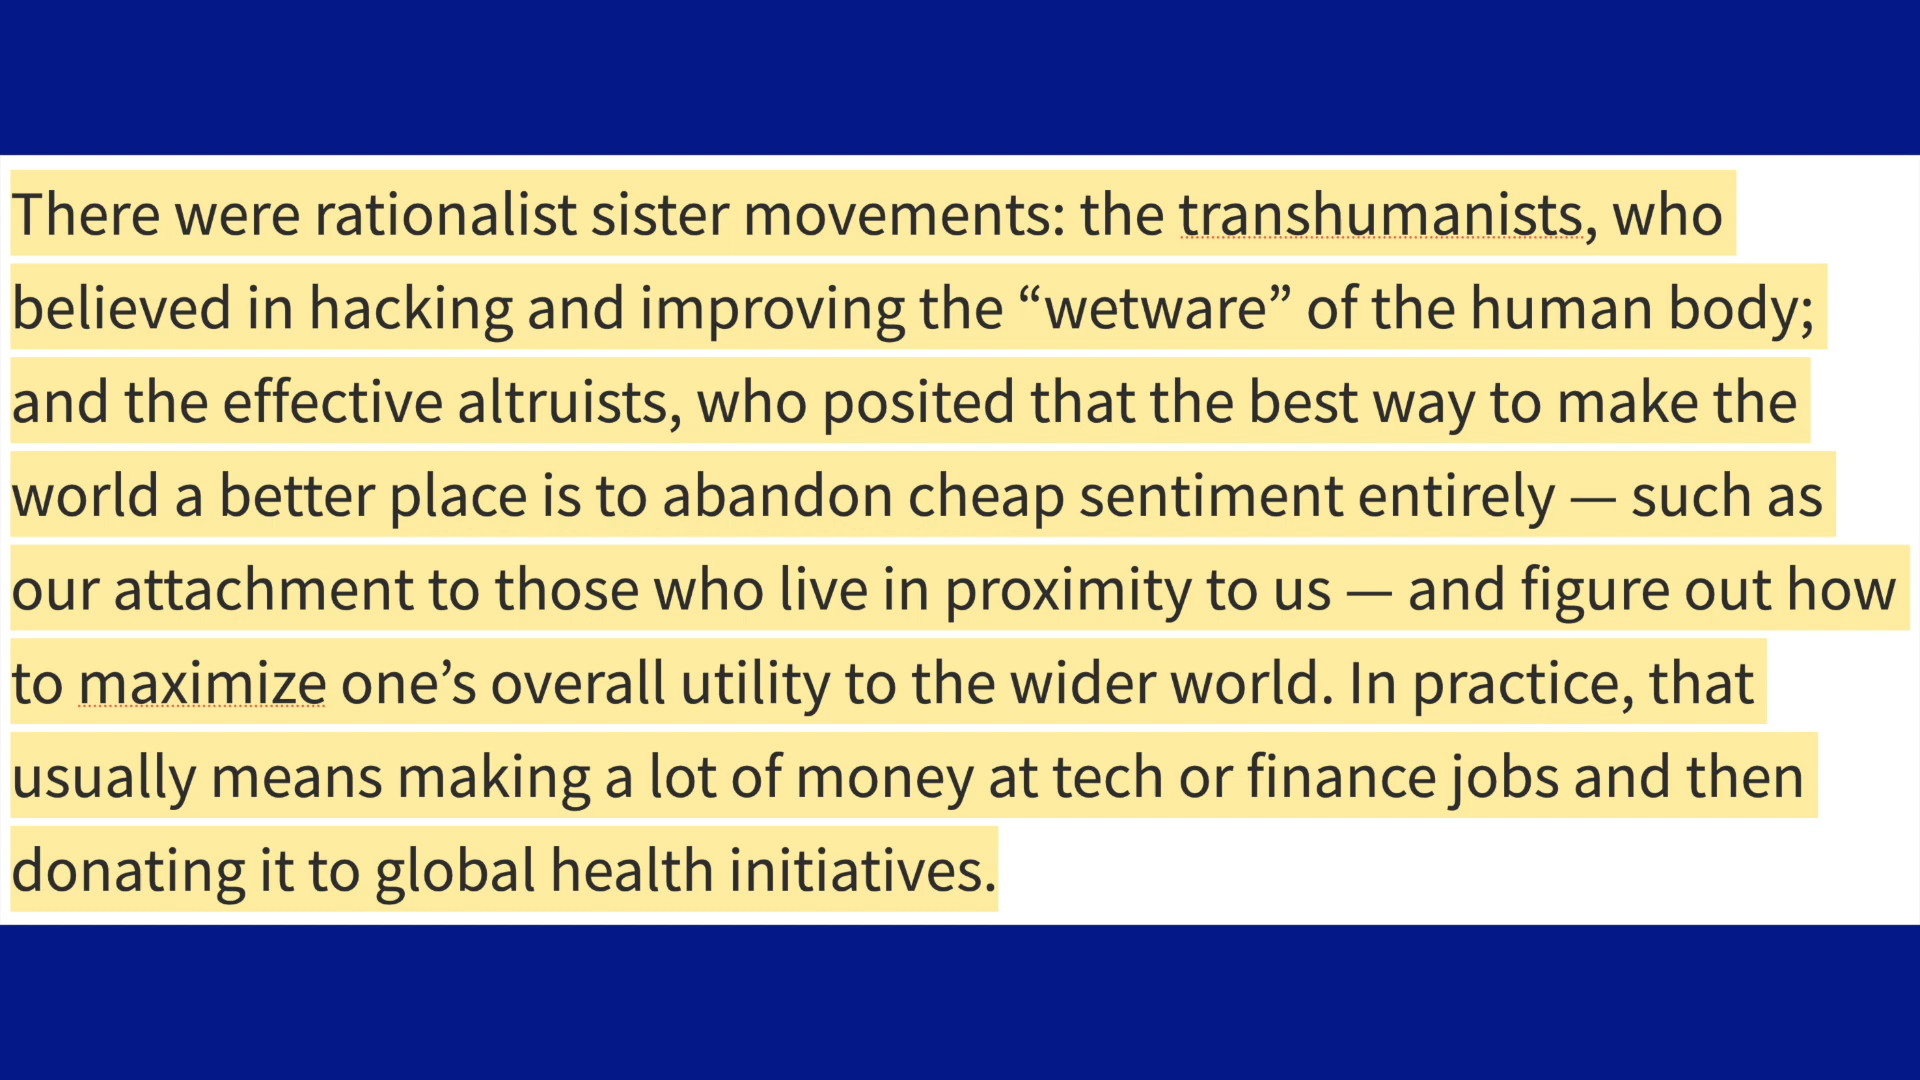 There were rationalist sister movements: the transhumanists, who
believed in hacking and improving the “wetware” of the human body;
and the effective altruists, who posited that the best way to make the
world a better place is to abandon cheap sentiment entirely — such as
our attachment to those who live in proximity to us — and figure out how
to maximize one’s overall utility to the wider world. In practice, that
usually means making a lot of money at tech or finance jobs and then
donating it to global health initiatives.